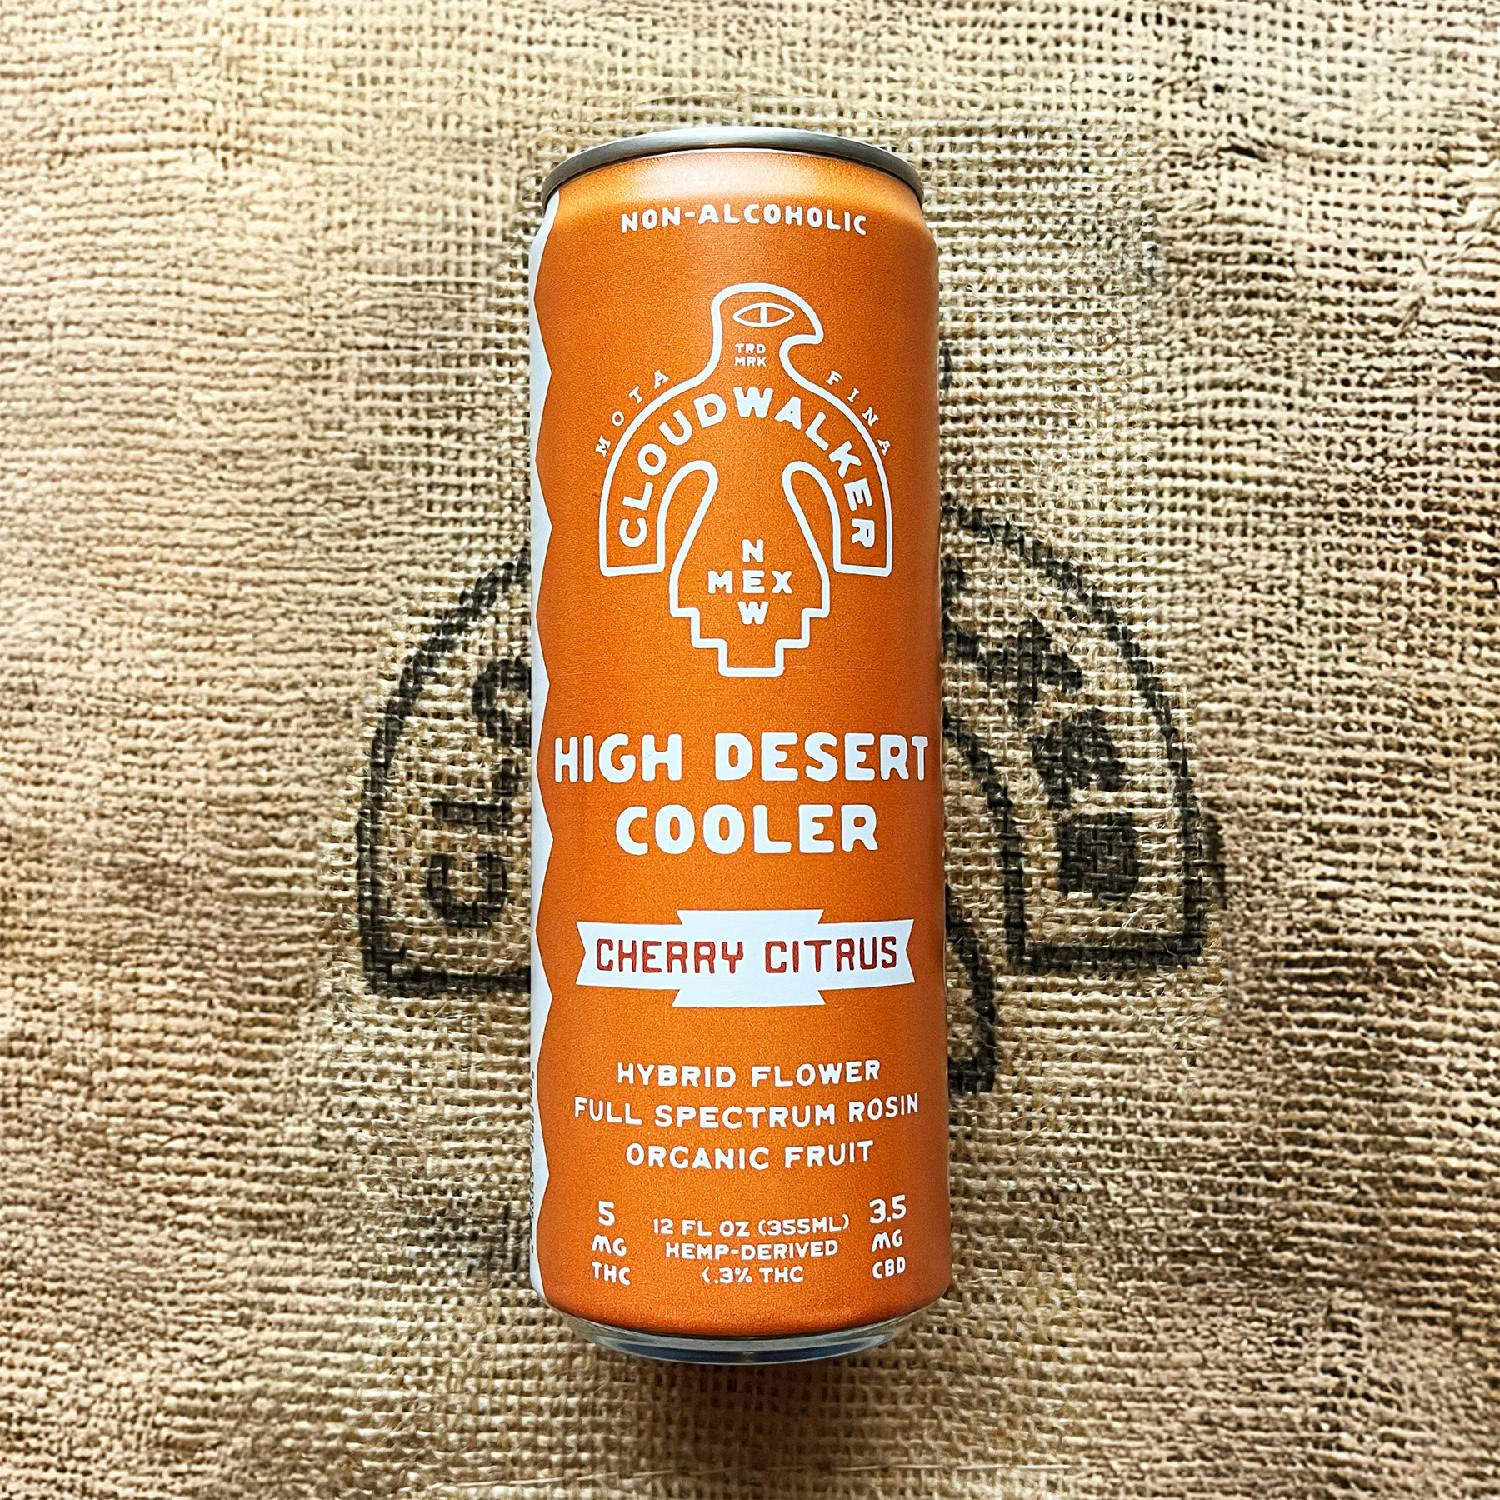 NON-ALCOHOLIC
TRD
MRK
MOTA FINA
CLOUDWALKER
N
MEX
W
HIGH DESERT
COOLER
CHERRY CITRUS
HYBRID FLOWER
FULL SPECTRUM ROSIN
ORGANIC FRUIT
5
MG
THC
12 FL OZ (355ML)
HEMP-DERIVED
<.3% THC
3.5
MG
CBD